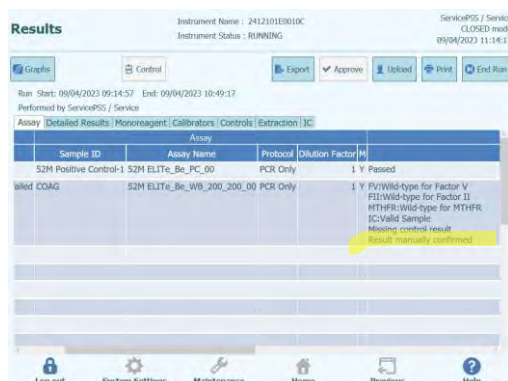 Results
Instrument Name : 2412101E0010C
Instrument Status : RUNNING
ServicePSS / Service
CLOSED mode
09/04/2023 11:14:1
Graphs
Control
Export
Approve
Upload
Print
End Run
Run Start: 09/04/2023 09:14:57 End: 09/04/2023 10:49:17
Performed by ServicePSS / Service
Assay Detailed Results Monoreagent Calibrators Controls Extraction IC
Assay
Sample ID Assay Name Protocol Dilution Factor M
52M Positive Control-1 52M ELITe_Be_PC_00 PCR Only 1 Y Passed
ailed COAG 52M ELITe_Be_WB_200_200_00 PCR Only 1 Y FV:Wild-type for Factor V
FII:Wild-type for Factor II
MTHFR:Wild-type for MTHFR
IC:Valid Sample
Missing control result
Result manually confirmed
Log out
System Settings
Maintenance
Home
Previous
Help